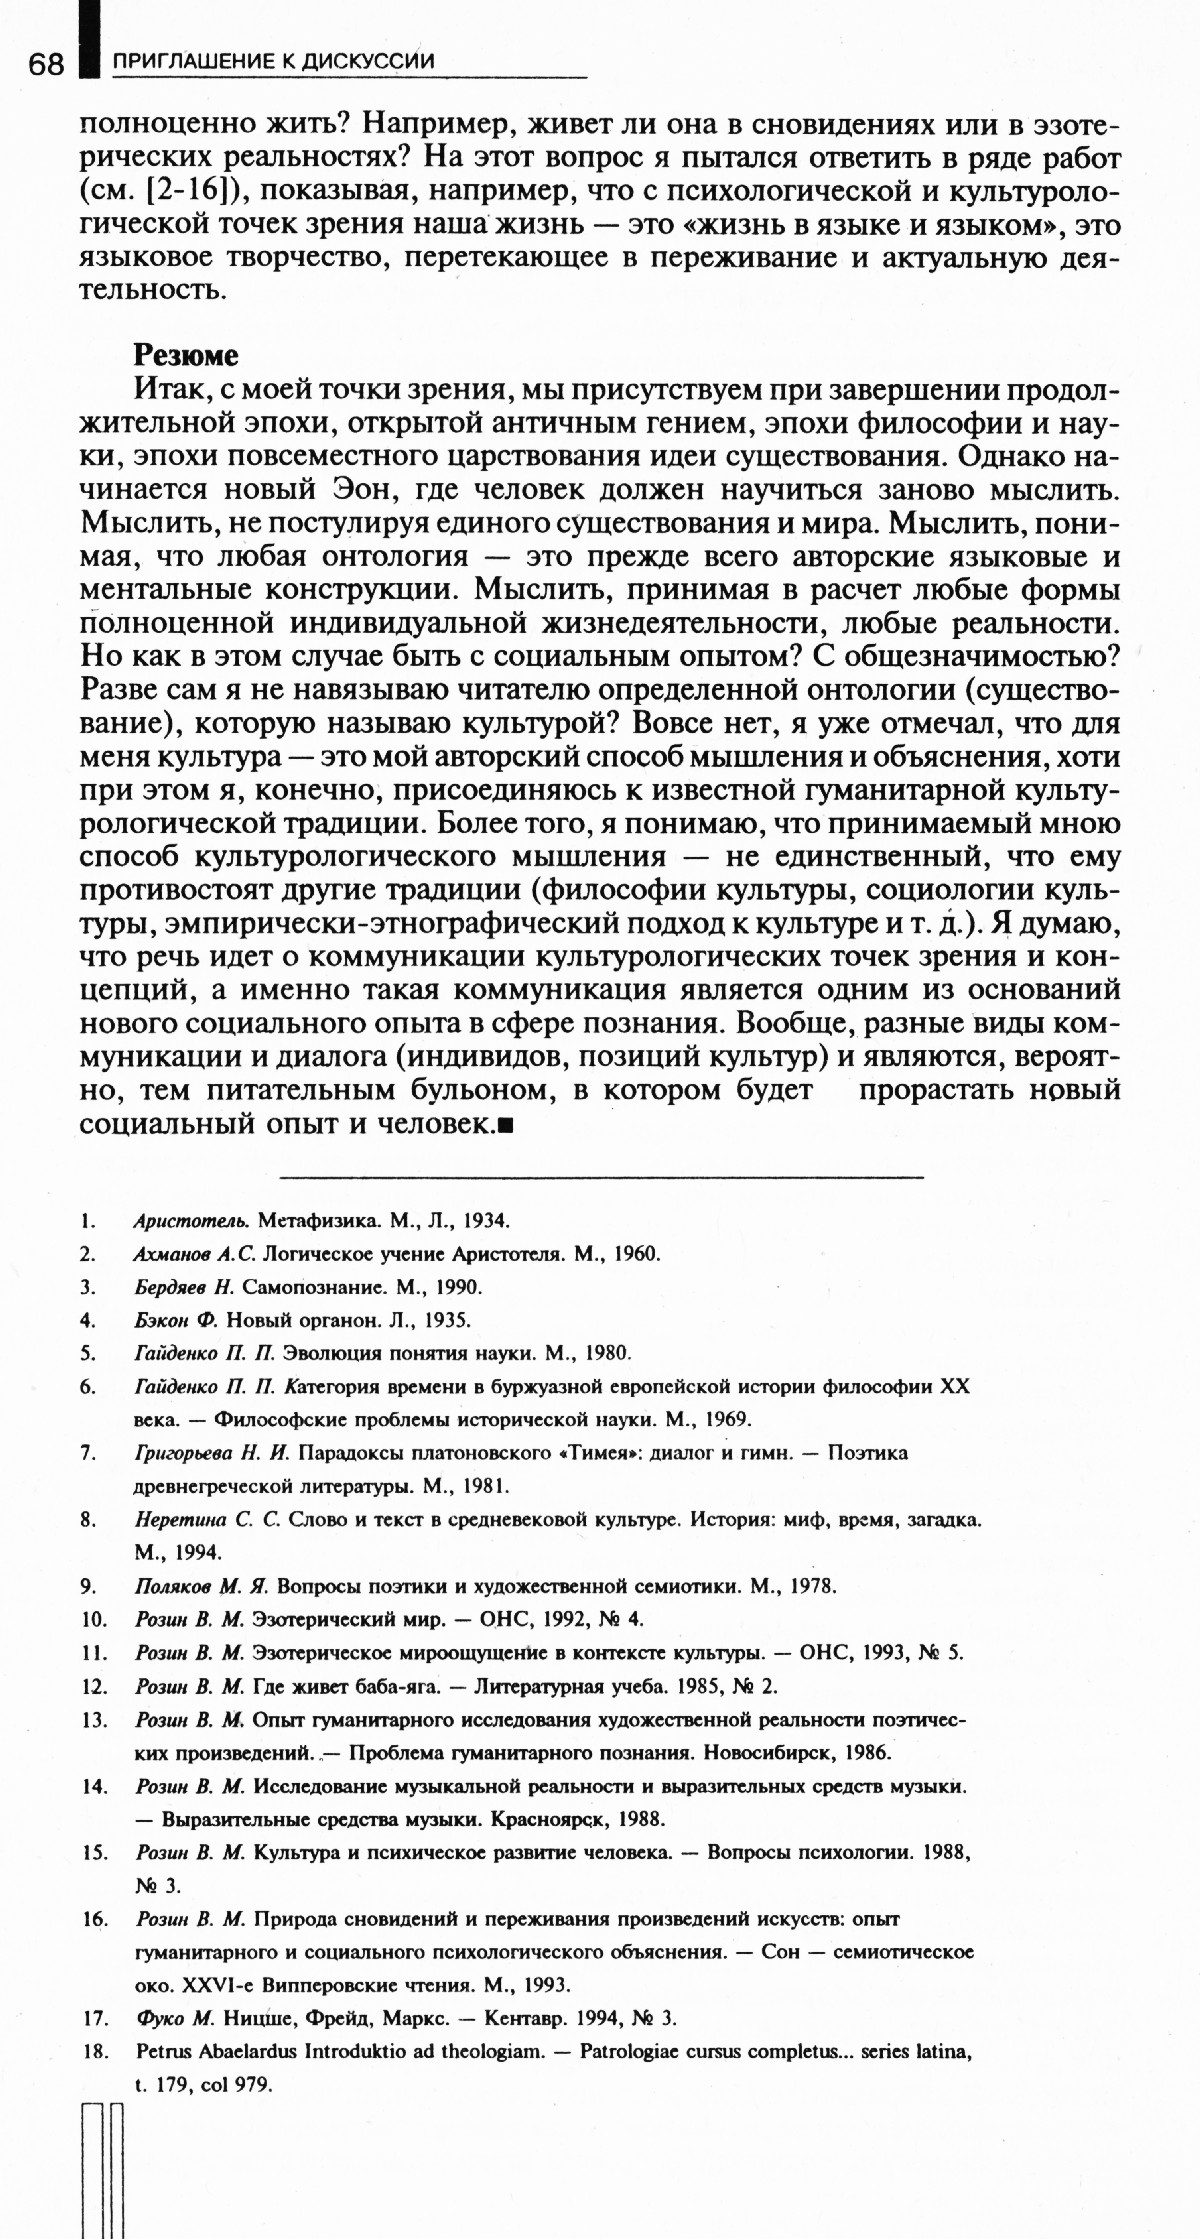 68 ПРИГЛАШЕНИЕ К ДИСКУССИИ
полноценно жить? Например, живет ли она в сновидениях или в эзоте-
рических реальностях? На этот вопрос я пытался ответить в ряде работ
(см. [2-16]), показывая, например, что с психологической и культуроло-
гической точек зрения наша жизнь — это «жизнь в языке и языком», это
языковое творчество, перетекающее в переживание и актуальную дея-
тельность.
Резюме
Итак, с моей точки зрения, мы присутствуем при завершении продол-
жительной эпохи, открытой античным гением, эпохи философии и нау-
ки, эпохи повсеместного царствования идеи существования. Однако на-
чинается новый Эон, где человек должен научиться заново мыслить.
Мыслить, не постулируя единого существования и мира. Мыслить, пони-
мая, что любая онтология — это прежде всего авторские языковые и
ментальные конструкции. Мыслить, принимая в расчет любые формы
полноценной индивидуальной жизнедеятельности, любые реальности.
Но как в этом случае быть с социальным опытом? С общезначимостью?
Разве сам я не навязываю читателю определенной онтологии (существо-
вание), которую называю культурой? Вовсе нет, я уже отмечал, что для
меня культура — это мой авторский способ мышления и объяснения, хоти
при этом я, конечно, присоединяюсь к известной гуманитарной культу-
рологической традиции. Более того, я понимаю, что принимаемый мною
способ культурологического мышления — не единственный, что ему
противостоят другие традиции (философии культуры, социологии куль-
туры, эмпирически-этнографический подход к культуре и т. д.). Я думаю,
что речь идет о коммуникации культурологических точек зрения и кон-
цепций, а именно такая коммуникация является одним из оснований
нового социального опыта в сфере познания. Вообще, разные виды ком-
муникации и диалога (индивидов, позиций культур) и являются, вероят-
но, тем питательным бульоном, в котором будет прорастать новый
социальный опыт и человек.■
1. Аристотель. Метафизика. М., Л., 1934.
2. Ахманов А.С. Логическое учение Аристотеля. М., 1960.
3. Бердяев Н. Самопознание. М., 1990.
4. Бэкон Ф. Новый органон. Л., 1935.
5. Гайденко П. П. Эволюция понятия науки. М., 1980.
6. Гайденко П. П. Категория времени в буржуазной европейской истории философии XX
века. — Философские проблемы исторической науки. М., 1969.
7. Григорьева Н. И. Парадоксы платоновского «Тимея»: диалог и гимн. — Поэтика
древнегреческой литературы. М., 1981.
8. Неретина С. С. Слово и текст в средневековой культуре. История: миф, время, загадка.
М., 1994.
9. Поляков М. Я. Вопросы поэтики и художественной семиотики. М., 1978.
10. Розин В. М. Эзотерический мир. — ОНС, 1992, № 4.
11. Розин В. М. Эзотерическое мироощущение в контексте культуры. — ОНС, 1993, № 5.
12. Розин В. М. Где живет баба-яга. — Литературная учеба. 1985, № 2.
13. Розин В. М. Опыт гуманитарного исследования художественной реальности поэтичес-
ких произведений. — Проблема гуманитарного познания. Новосибирск, 1986.
14. Розин В. М. Исследование музыкальной реальности и выразительных средств музыки.
— Выразительные средства музыки. Красноярск, 1988.
15. Розин В. М. Культура и психическое развитие человека. — Вопросы психологии. 1988,
№ 3.
16. Розин В. М. Природа сновидений и переживания произведений искусств: опыт
гуманитарного и социального психологического объяснения. — Сон — семиотическое
око. XXVI-е Випперовские чтения. М., 1993.
17. Фуко М. Ницше, Фрейд, Маркс. — Кентавр. 1994, № 3.
18. Petrus Abaelardus Introduktio ad theologiam. — Patrologiae cursus completus... series latina,
t. 179, col 979.